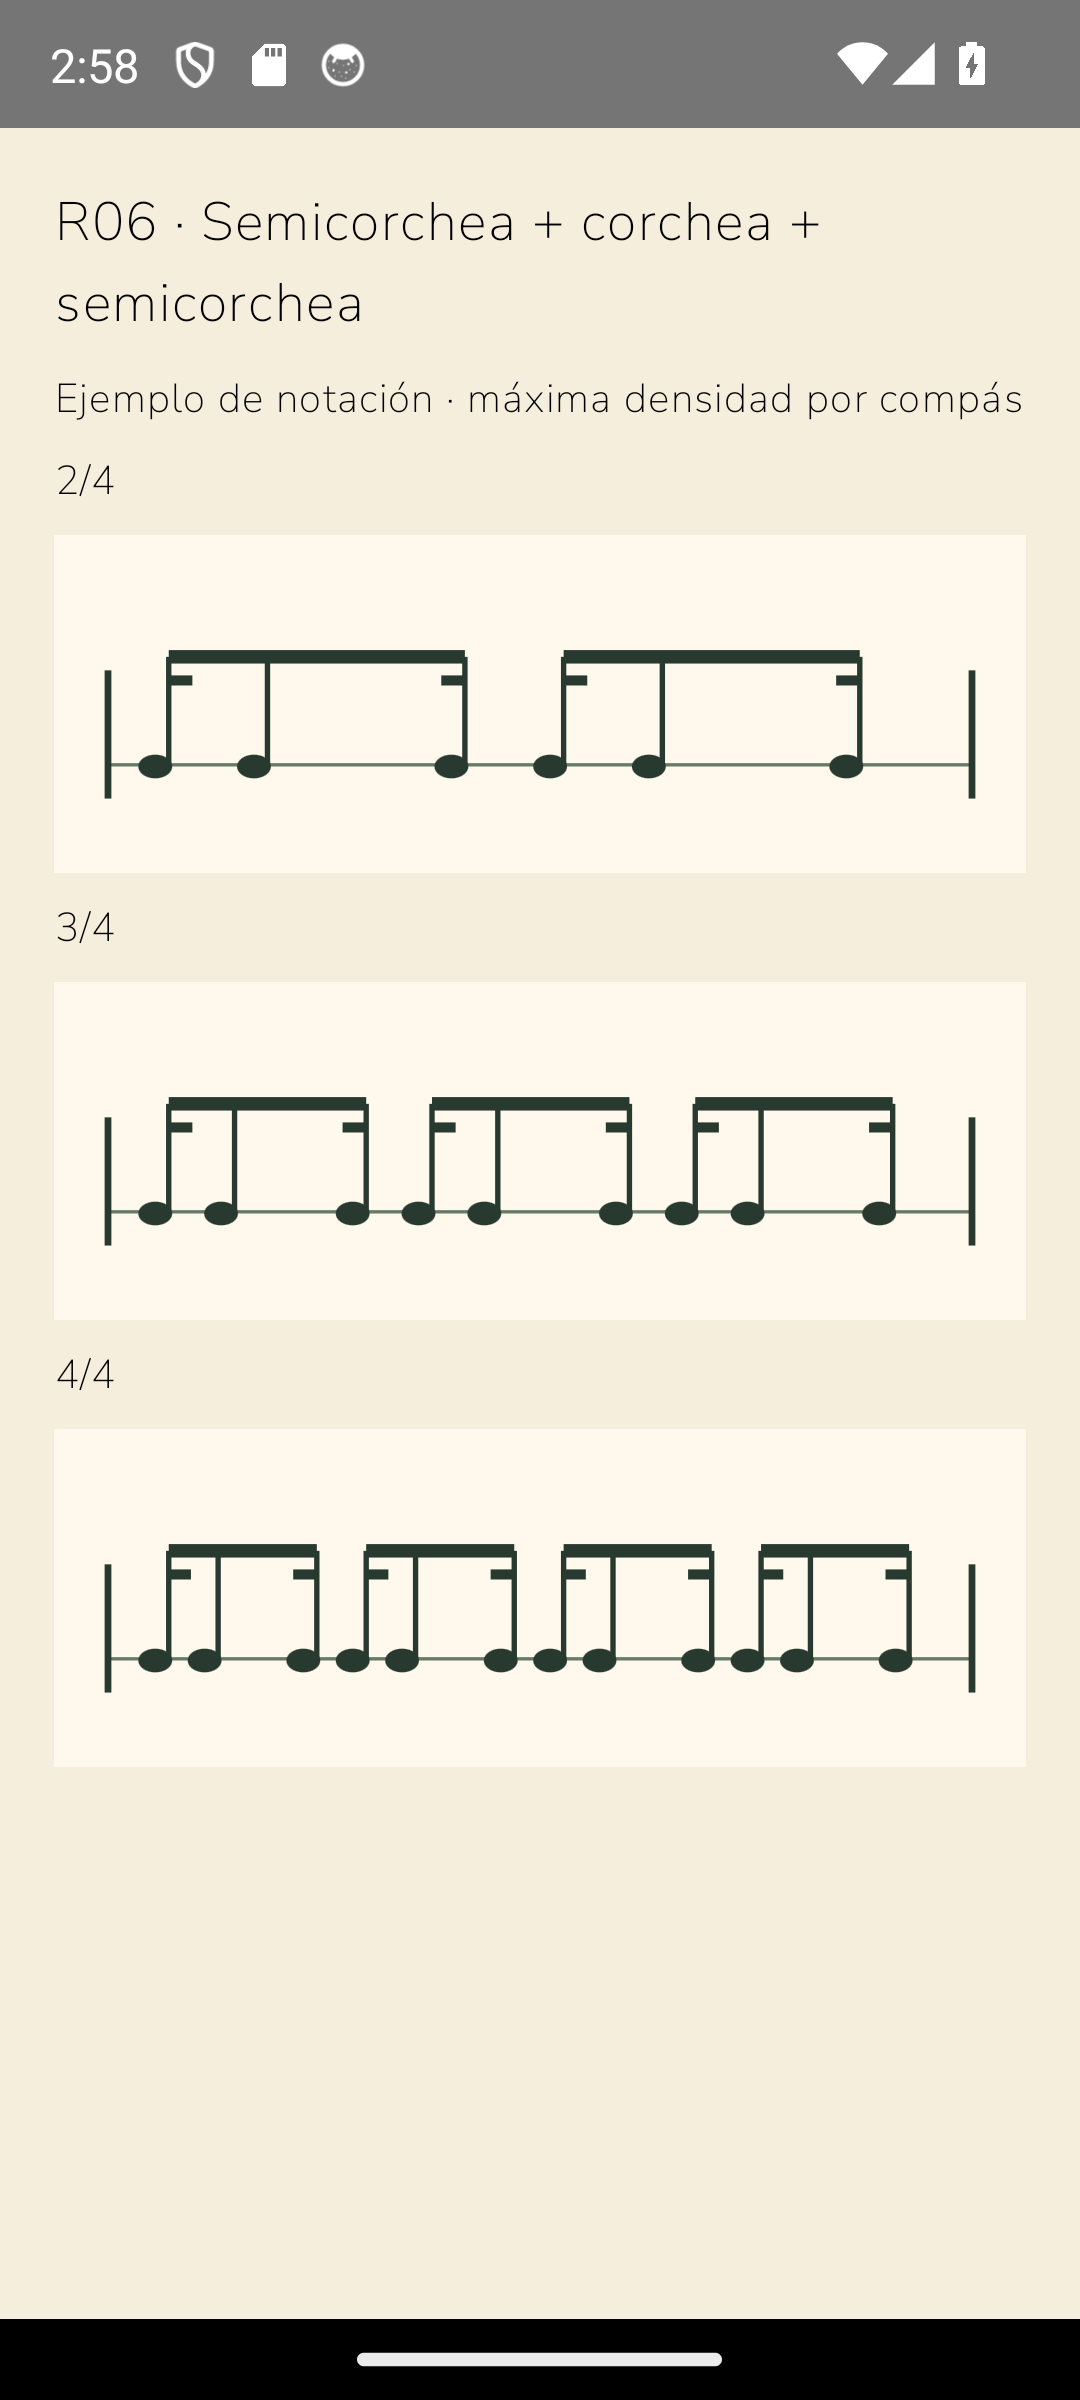 2:58
R06 · Semicorchea + corchea +
semicorchea
Ejemplo de notación · máxima densidad por compás
2/4
3/4
4/4